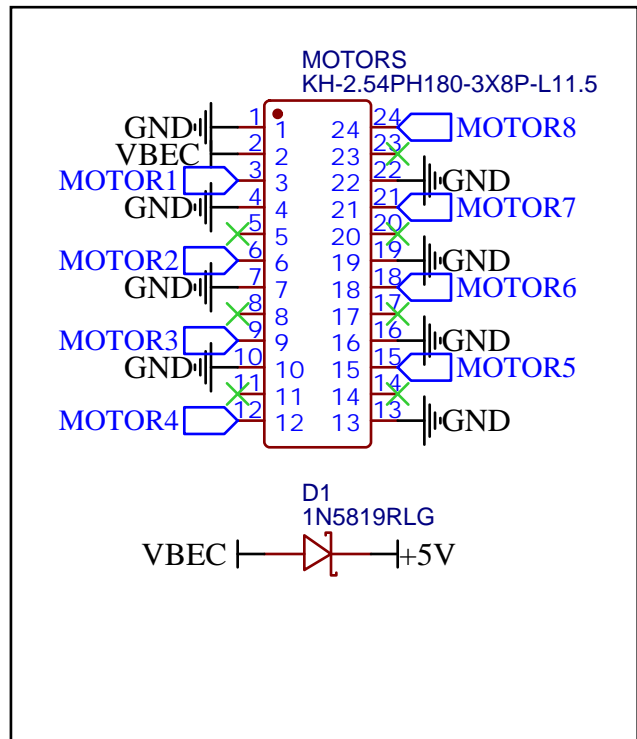 MOTORS
KH-2.54PH180-3X8P-L11.5
GND 1 1 24 24 MOTOR8
VBEC 2 2 23 23
MOTOR1 3 3 22 22 GND
GND 4 4 21 21 MOTOR7
5 5 20 20
MOTOR2 6 6 19 19 GND
GND 7 7 18 18 MOTOR6
8 8 17 17
MOTOR3 9 9 16 16 GND
GND 10 10 15 15 MOTOR5
11 11 14 14
MOTOR4 12 12 13 13 GND
D1
1N5819RLG
VBEC +5V